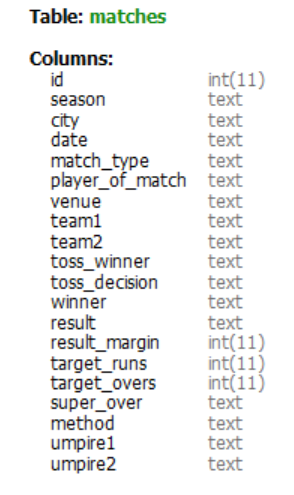 Table: matches
Columns:
id int(11)
season text
city text
date text
match_type text
player_of_match text
venue text
team1 text
team2 text
toss_winner text
toss_decision text
winner text
result text
result_margin int(11)
target_runs int(11)
target_overs int(11)
super_over text
method text
umpire1 text
umpire2 text